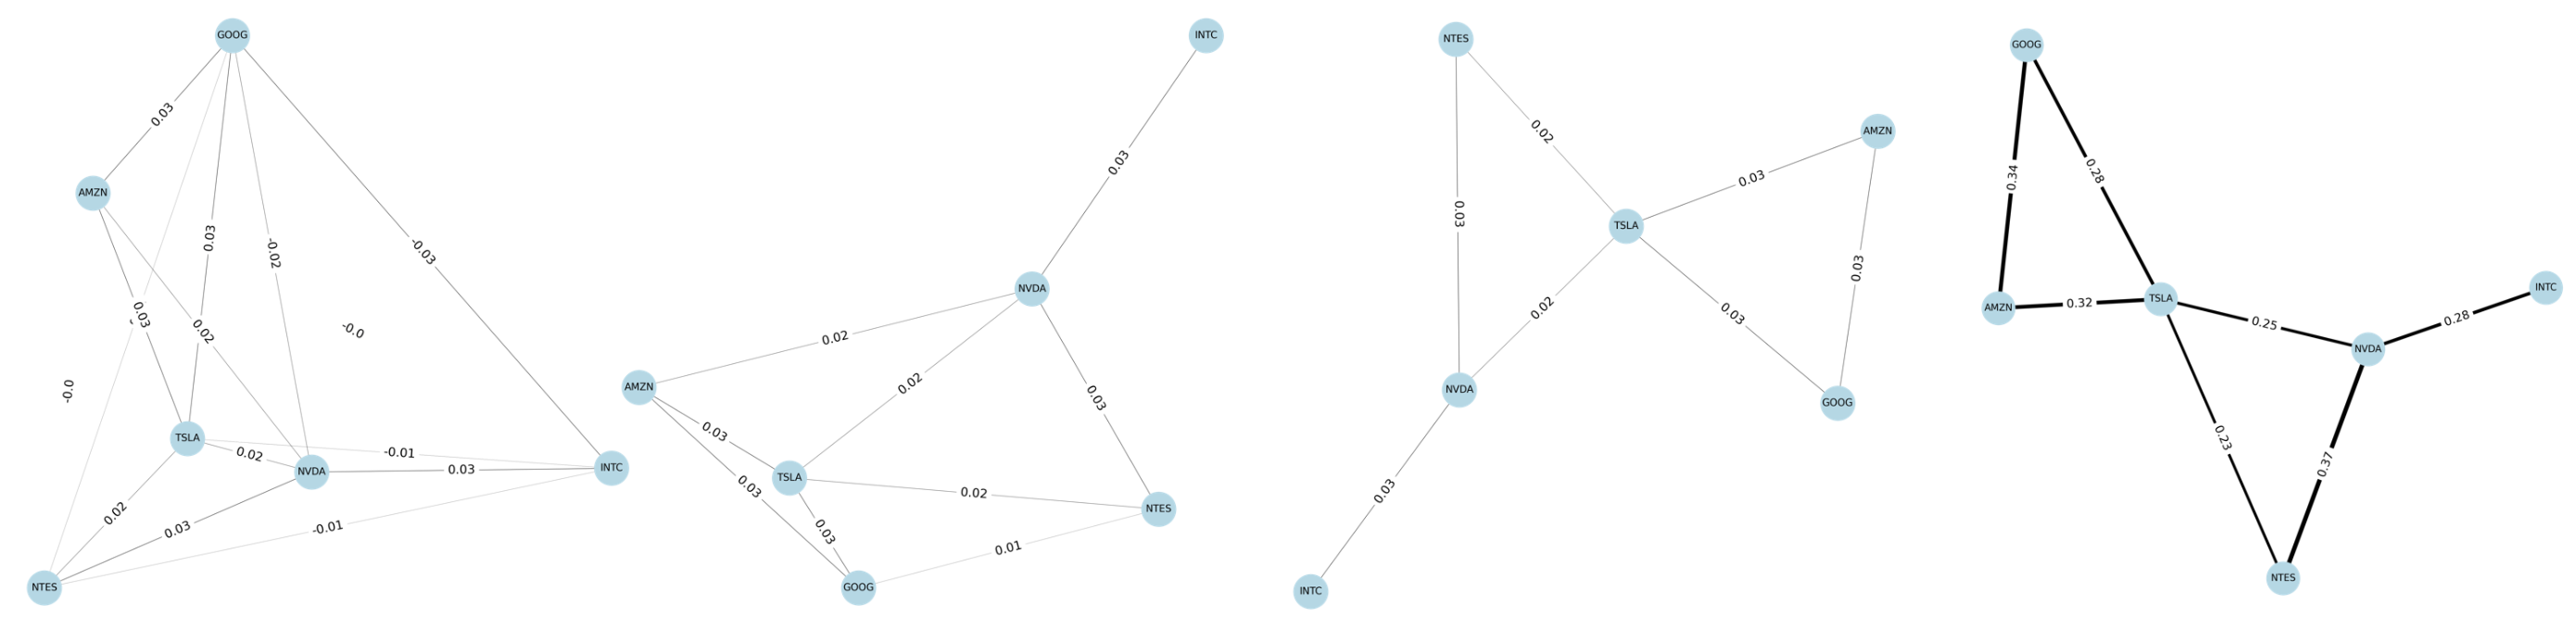 GOOG
0.03
AMZN
0.03
-0.02
-0.03
0.03
0.02
-0.0
-0.0
TSLA
0.02
-0.01
NVDA
0.03
INTC
0.02
0.03
-0.01
NTES
INTC
0.03
NVDA
0.02
AMZN
0.02
0.03
0.03
TSLA
0.03
0.02
0.03
NTES
0.01
GOOG
NTES
0.02
AMZN
0.03
0.03
TSLA
0.03
0.02
0.03
NVDA
GOOG
0.03
INTC
GOOG
0.34
0.28
AMZN
0.32
TSLA
0.25
0.28
INTC
NVDA
0.23
0.37
NTES